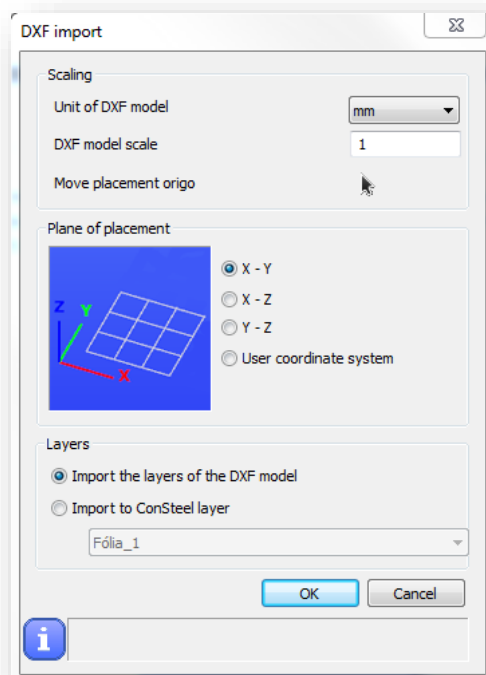 DXF import
Scaling
Unit of DXF model
mm
DXF model scale
1
Move placement origo
Plane of placement
Z
Y
X
X - Y
X - Z
Y - Z
User coordinate system
Layers
Import the layers of the DXF model
Import to ConSteel layer
Fólia_1
OK
Cancel
i